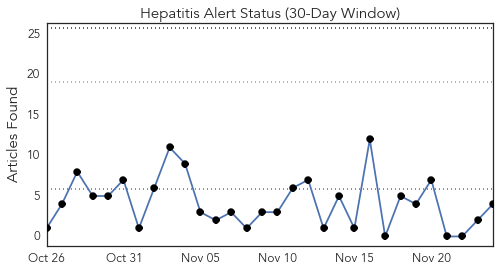 Hepatitis Alert Status (30-Day Window)
Articles Found
25
20
15
10
5
0
Oct 26 Oct 31 Nov 05 Nov 10 Nov 15 Nov 20